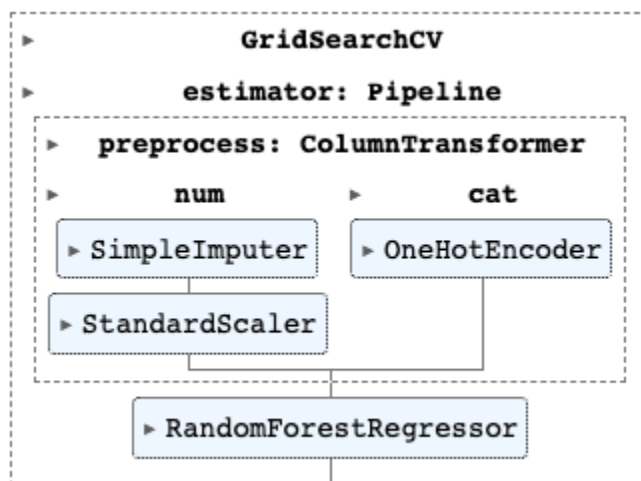 GridSearchCV
estimator: Pipeline
preprocess: ColumnTransformer
num cat
SimpleImputer OneHotEncoder
StandardScaler
RandomForestRegressor